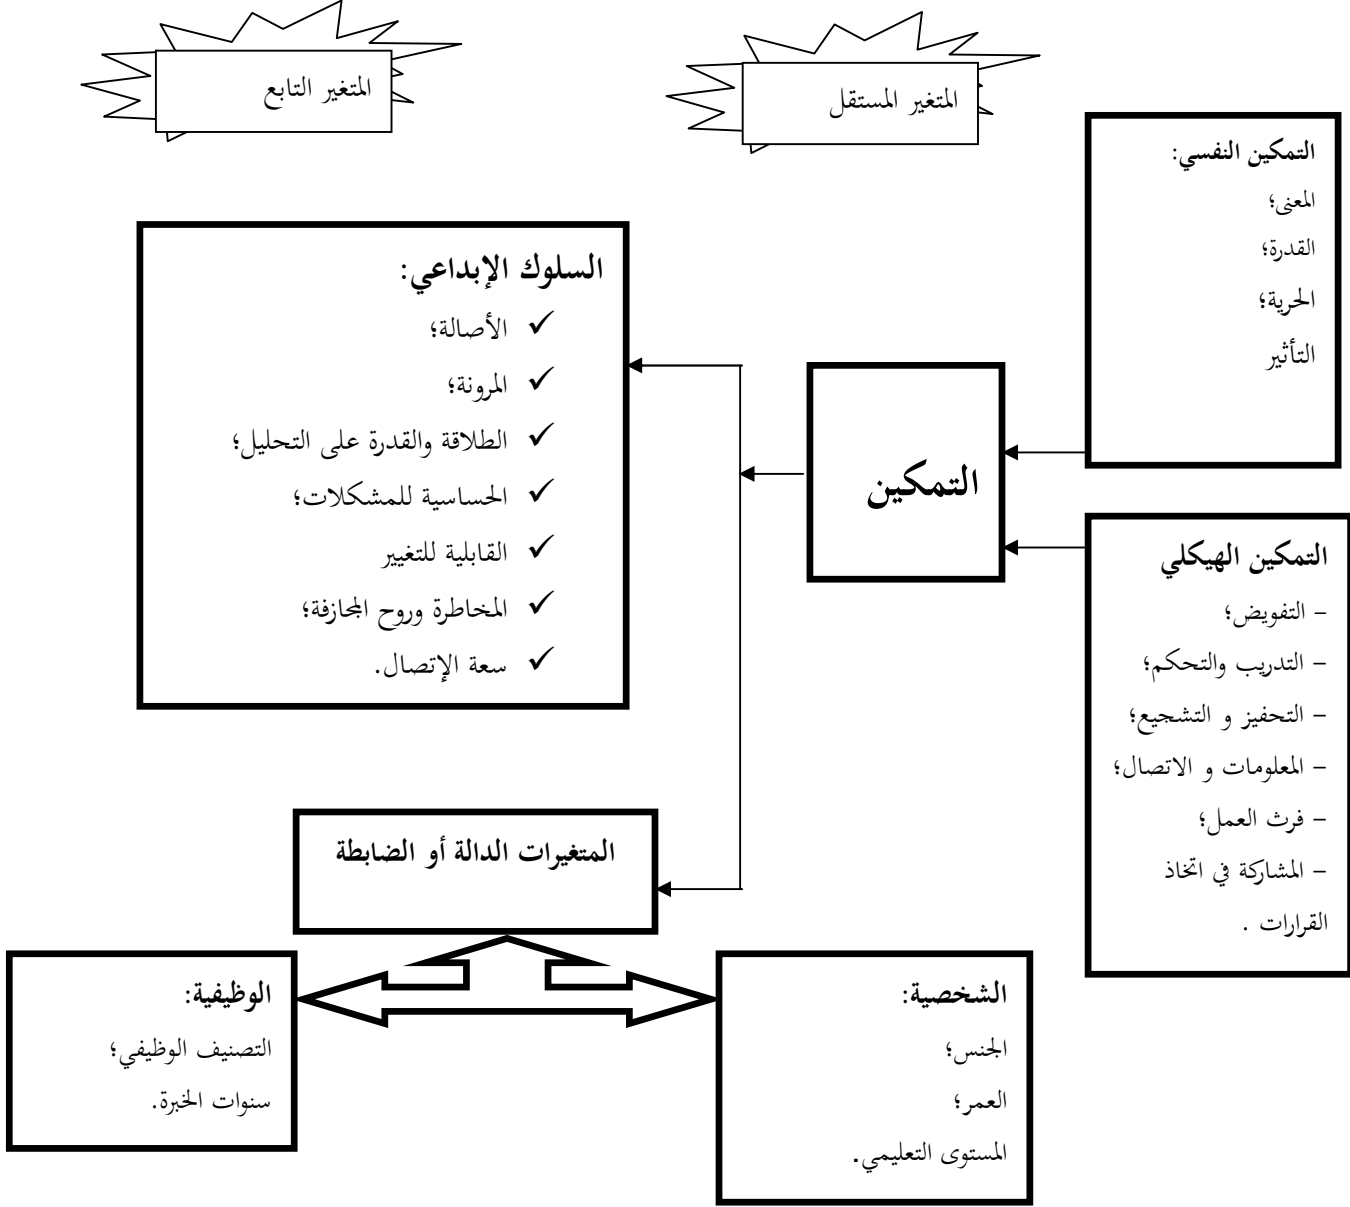 المتغير المستقل
المتغير التابع
التمكين النفسي:
المعنى؛
القدرة؛
الحرية؛
التأثير
التمكين الهيكلي
- التفويض؛
- التدريب والتحكم؛
- التحفيز و التشجيع؛
- المعلومات و الاتصال؛
- فرث العمل؛
- المشاركة في اتخاذ
القرارات .
التمكين
السلوك الإبداعي:
✓ الأصالة؛
✓ المرونة؛
✓ الطلاقة والقدرة على التحليل؛
✓ الحساسية للمشكلات؛
✓ القابلية للتغيير
✓ المخاطرة وروح المجازفة؛
✓ سعة الإتصال.
المتغيرات الدالة أو الضابطة
الشخصية:
الجنس؛
العمر؛
المستوى التعليمي.
الوظيفية:
التصنيف الوظيفي؛
سنوات الخبرة.